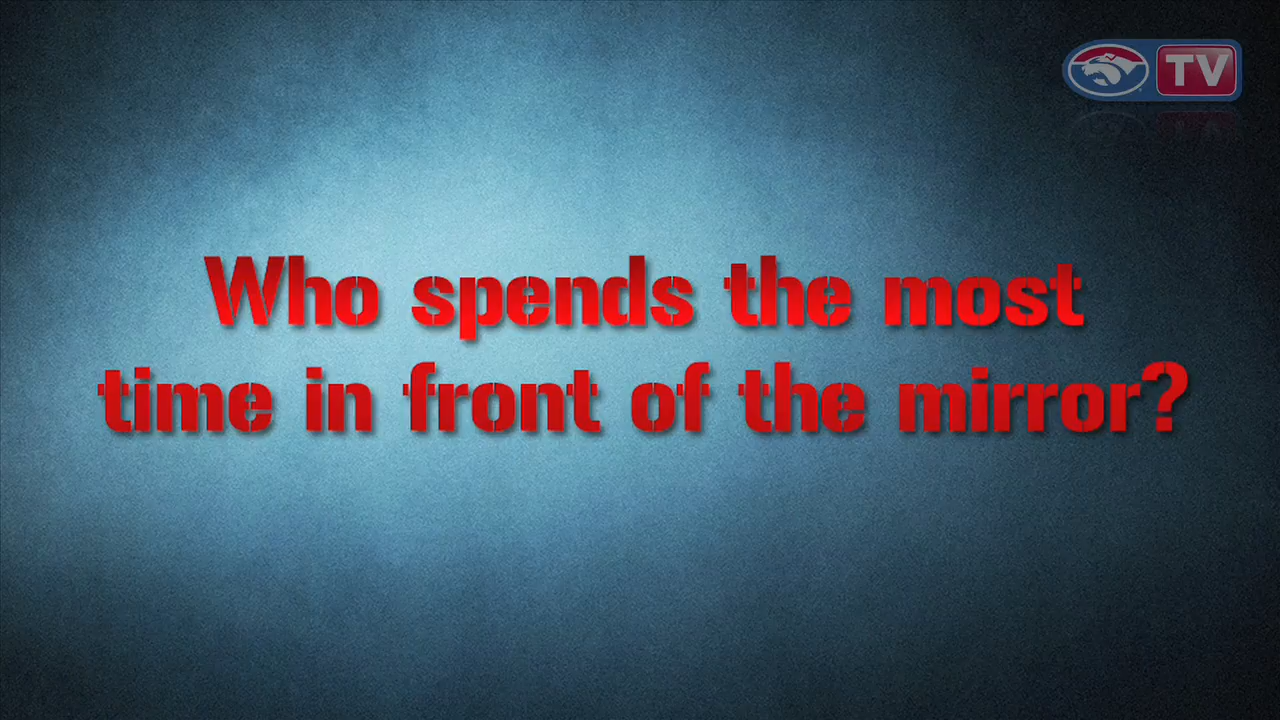 TV
Who spends the most
time in front of the mirror?